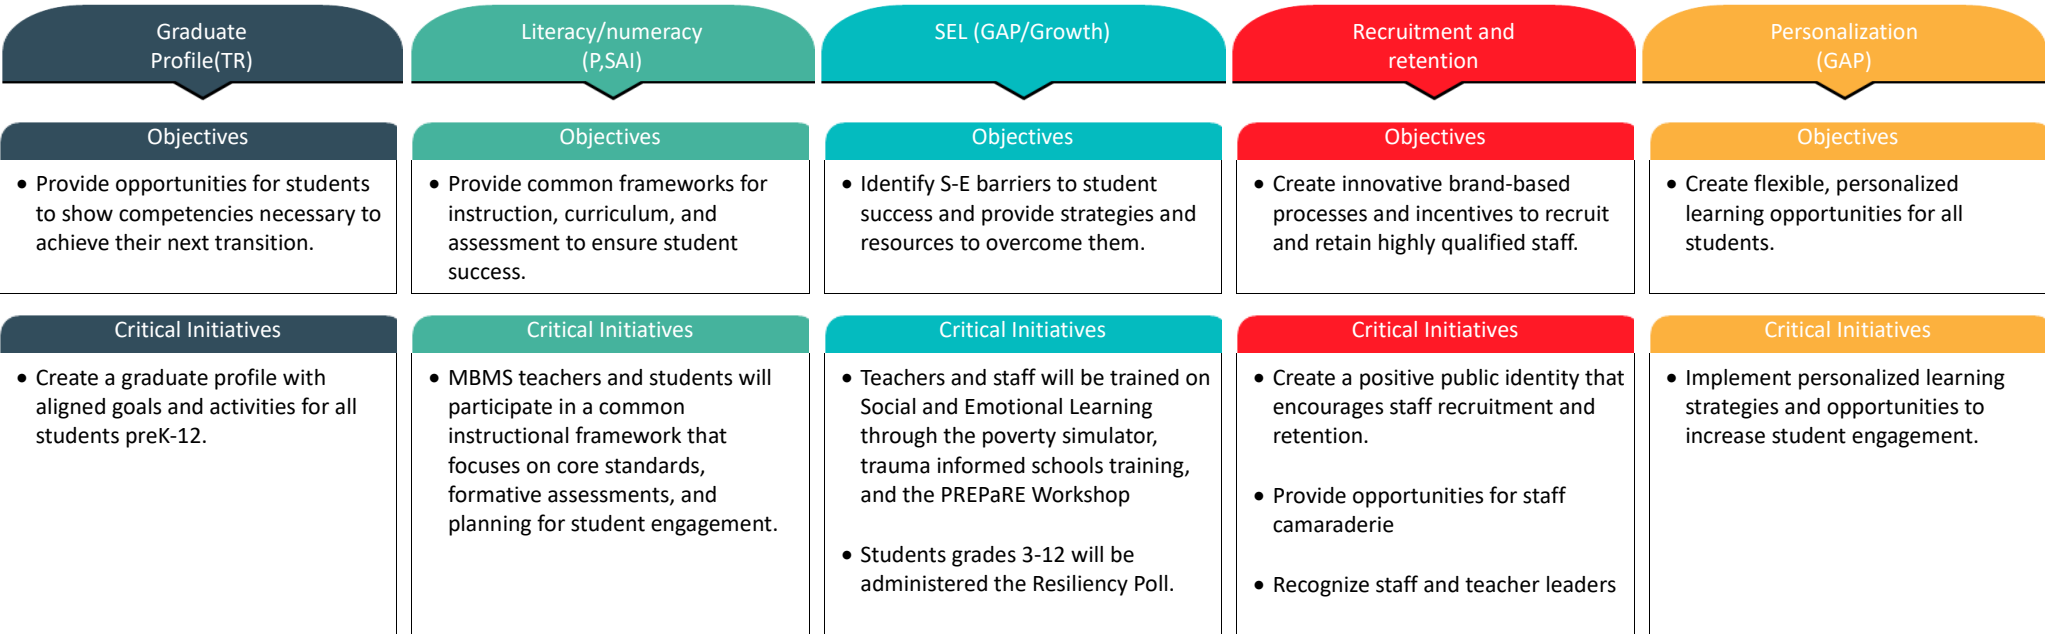 Graduate
Profile(TR)
Literacy/numeracy
(P,SAI)
SEL (GAP/Growth)
Recruitment and
retention
Personalization
(GAP)
Objectives
• Provide opportunities for students
to show competencies necessary to
achieve their next transition.
Objectives
• Provide common frameworks for
instruction, curriculum, and
assessment to ensure student
success.
Objectives
• Identify S-E barriers to student
success and provide strategies and
resources to overcome them.
Objectives
• Create innovative brand-based
processes and incentives to recruit
and retain highly qualified staff.
Objectives
• Create flexible, personalized
learning opportunities for all
students.
Critical Initiatives
• Create a graduate profile with
aligned goals and activities for all
students preK-12.
Critical Initiatives
• MBMS teachers and students will
participate in a common
instructional framework that
focuses on core standards,
formative assessments, and
planning for student engagement.
Critical Initiatives
• Teachers and staff will be trained on
Social and Emotional Learning
through the poverty simulator,
trauma informed schools training,
and the PREPaRE Workshop
• Students grades 3-12 will be
administered the Resiliency Poll.
Critical Initiatives
• Create a positive public identity that
encourages staff recruitment and
retention.
• Provide opportunities for staff
camaraderie
• Recognize staff and teacher leaders
Critical Initiatives
• Implement personalized learning
strategies and opportunities to
increase student engagement.